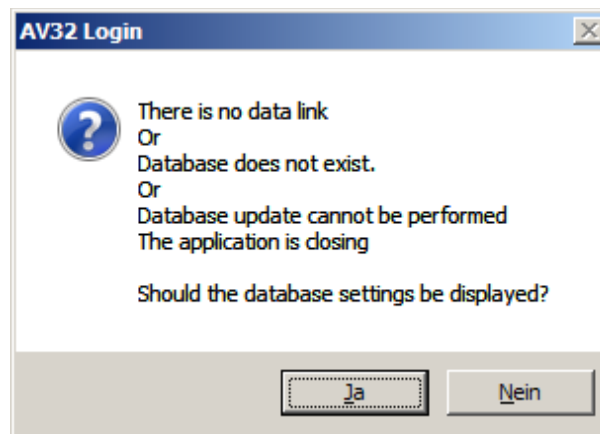 AV32 Login
There is no data link
Or
Database does not exist.
Or
Database update cannot be performed
The application is closing
Should the database settings be displayed?
Ja
Nein